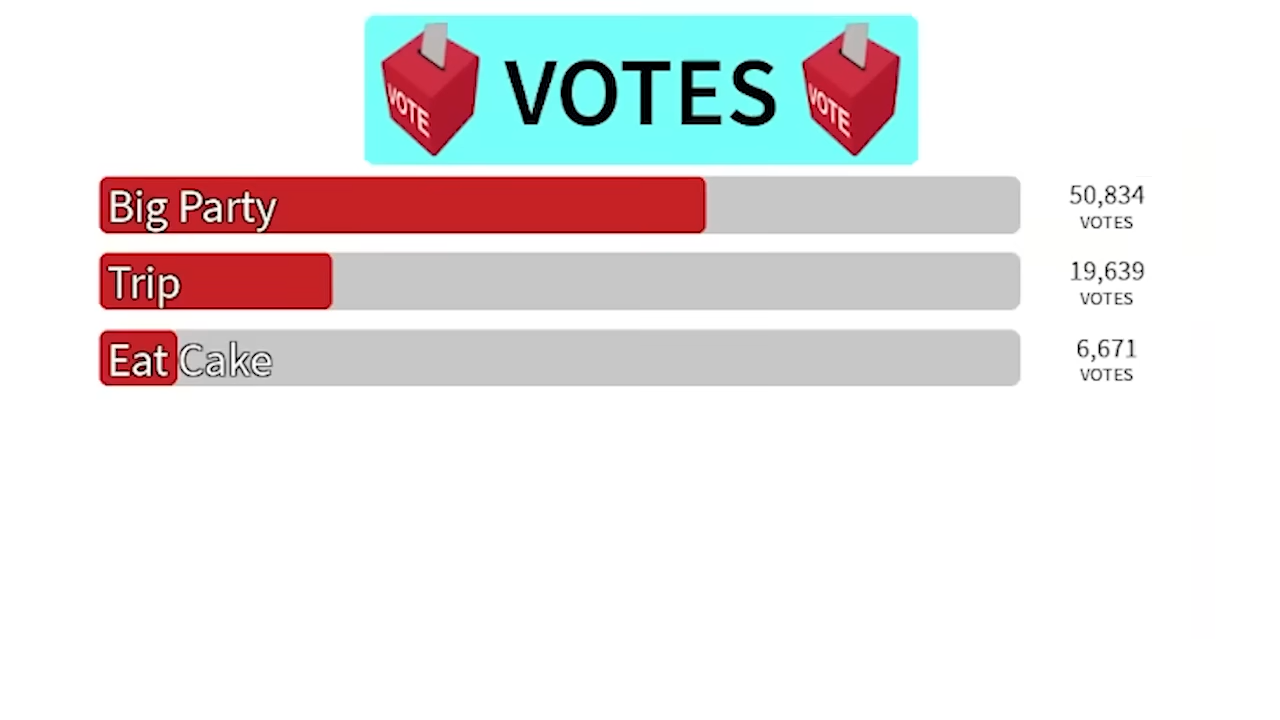 VOTE VOTES VOTE
Big Party
50,834
VOTES
Trip
19,639
VOTES
Eat Cake
6,671
VOTES